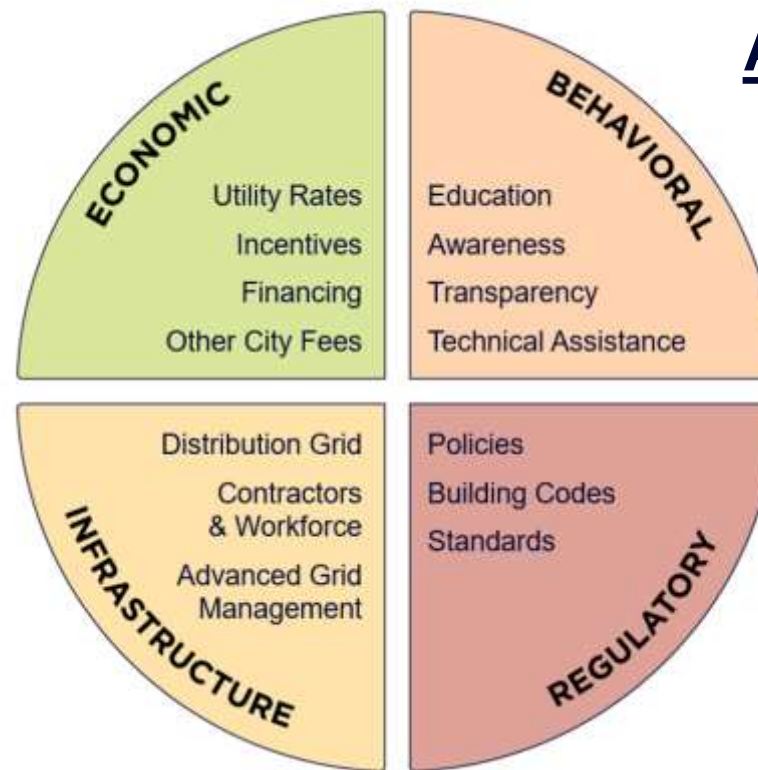 ECONOMIC
Utility Rates
Incentives
Financing
Other City Fees
BEHAVIORAL
Education
Awareness
Transparency
Technical Assistance
INFRASTRUCTURE
Distribution Grid
Contractors
& Workforce
Advanced Grid
Management
REGULATORY
Policies
Building Codes
Standards